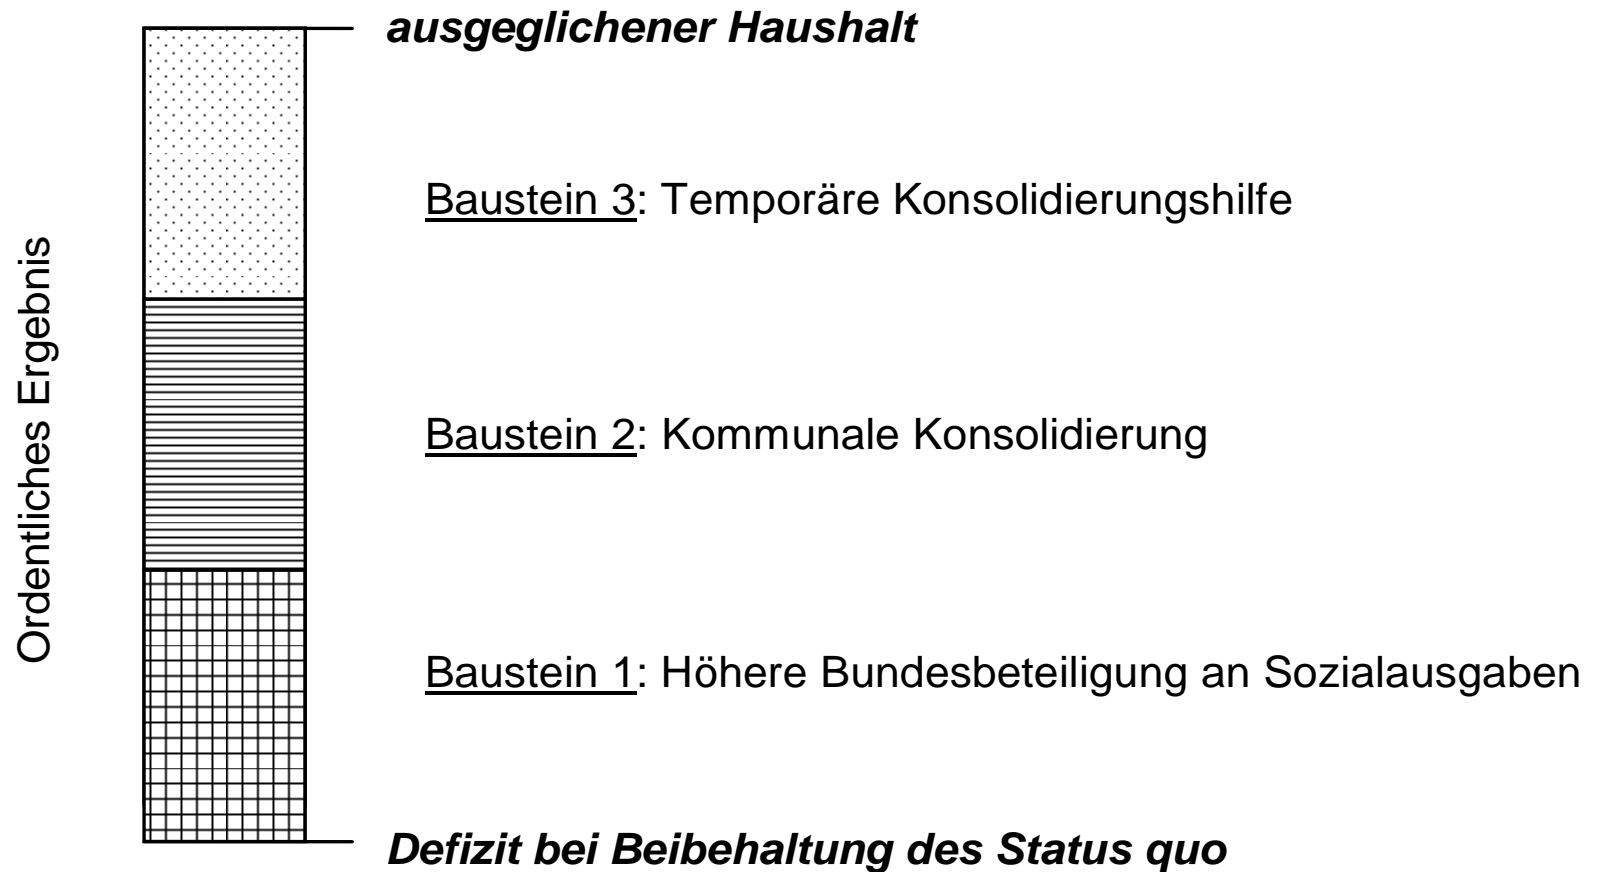 ausgeglichener Haushalt
Baustein 3: Temporäre Konsolidierungshilfe
Ordentliches Ergebnis
Baustein 2: Kommunale Konsolidierung
Baustein 1: Höhere Bundesbeteiligung an Sozialausgaben
Defizit bei Beibehaltung des Status quo